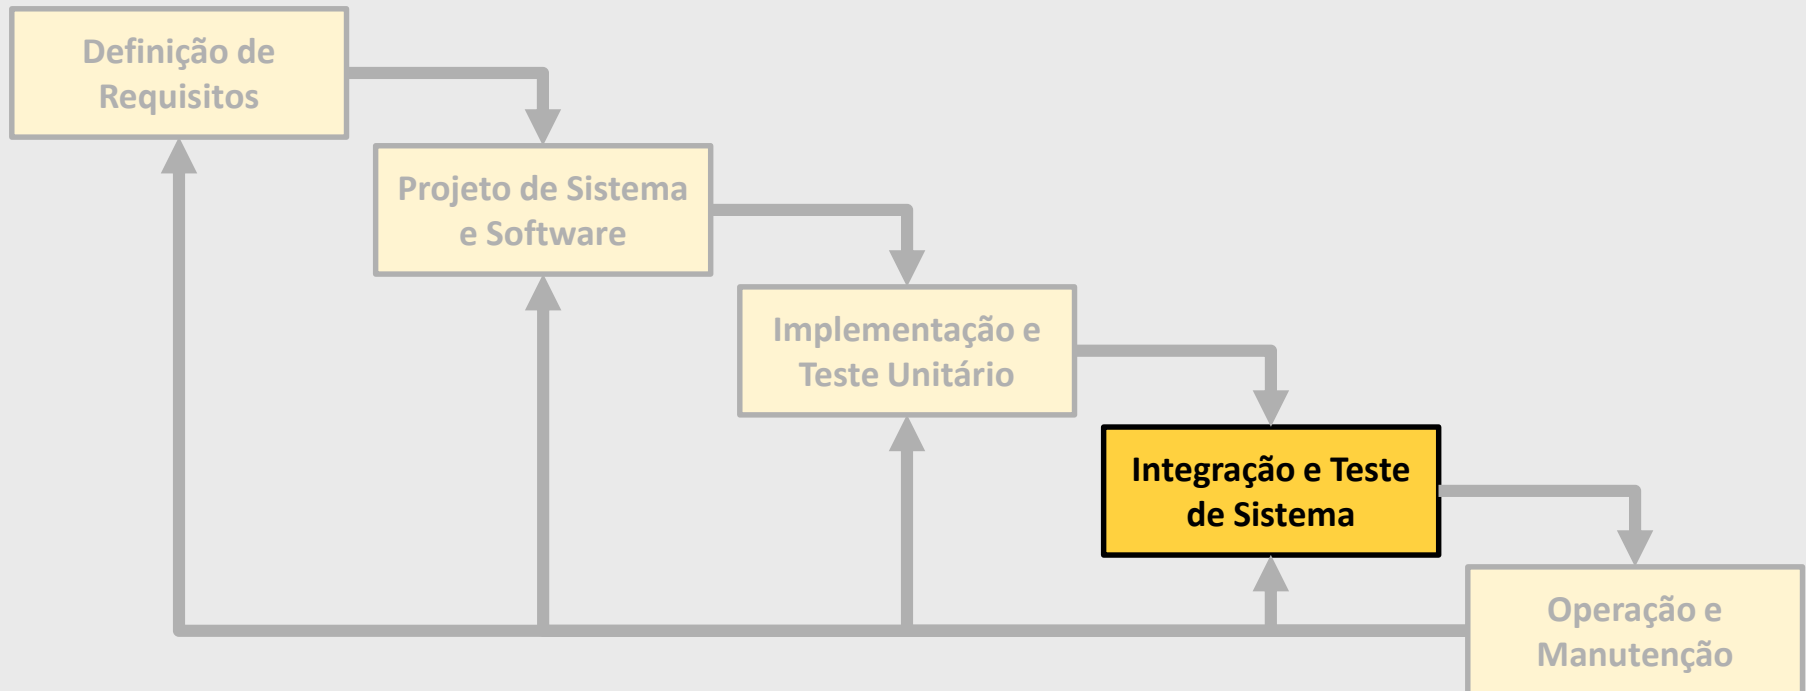 Definição de
Requisitos
Projeto de Sistema
e Software
Implementação e
Teste Unitário
Integração e Teste
de Sistema
Operação e
Manutenção